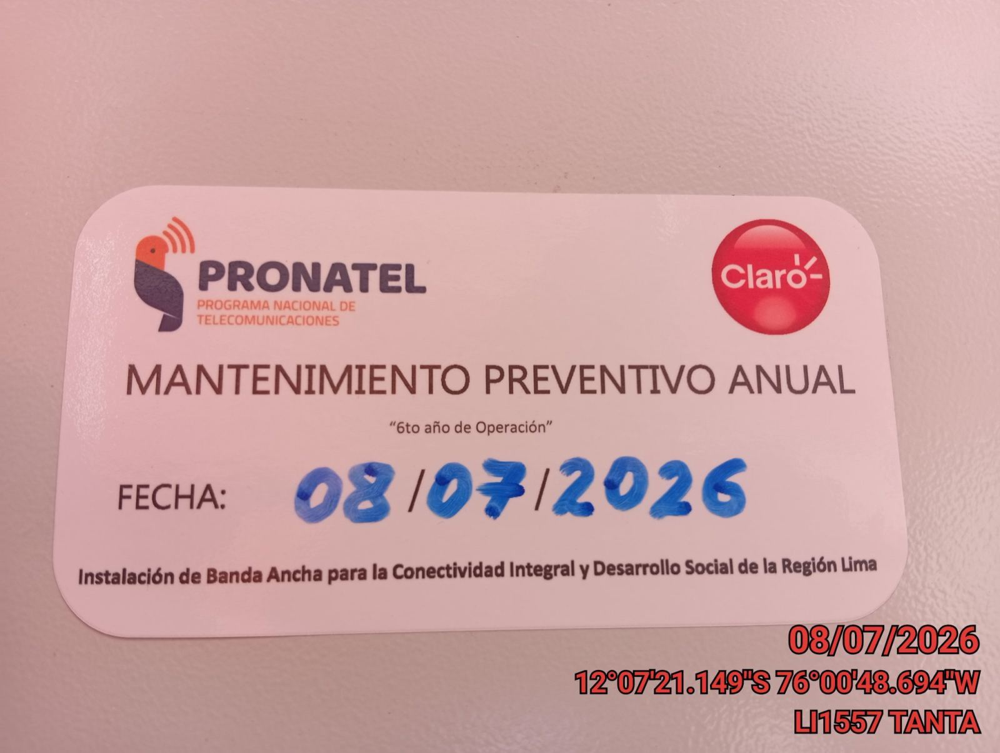 PRONATEL
PROGRAMA NACIONAL DE
TELECOMUNICACIONES
Claro
MANTENIMIENTO PREVENTIVO ANUAL
“6to año de Operación”
FECHA: 08/07/2026
Instalación de Banda Ancha para la Conectividad Integral y Desarrollo Social de la Región Lima
08/07/2026
12°07'21.149"S 76°00'48.694"W
LI1557 TANTA